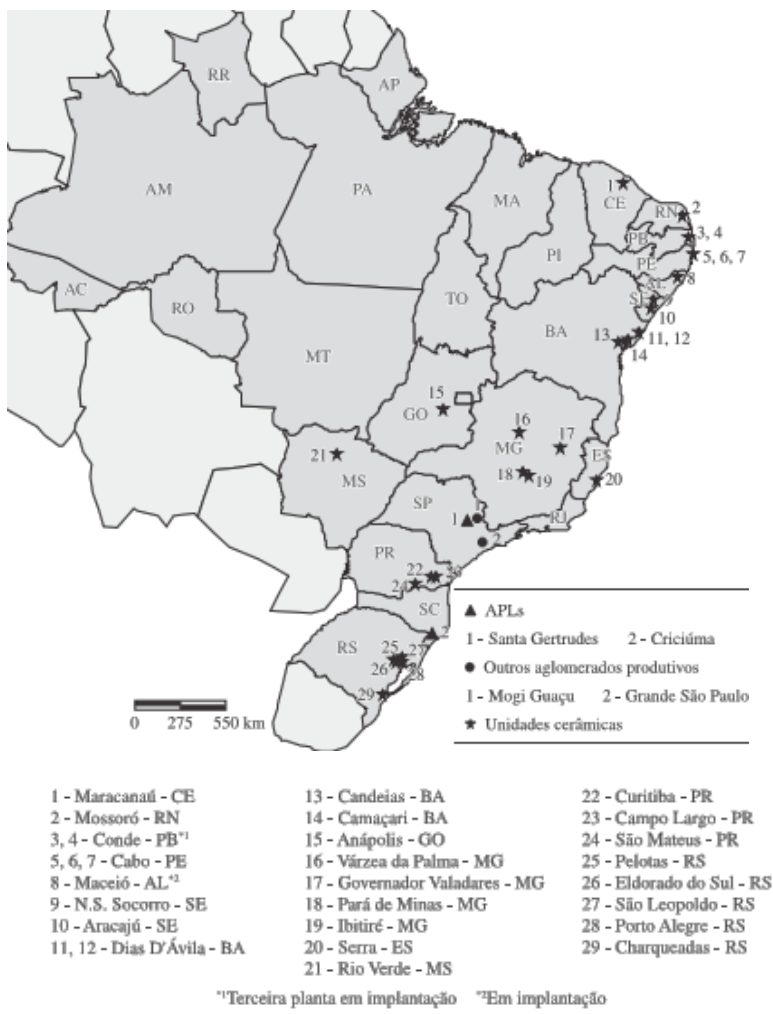 RR
AP
AM
PA
MA
1
CE
RN
2
PB
3, 4
PI
PE
5, 6, 7
AC
TO
AL
8
RO
SE
9
10
BA
13
11, 12
14
MT
15
GO
16
17
MG
21
18
19
ES
20
MS
SP
1
1
RJ
2
PR
22
24
SC
2
RS
25
27
26
28
29
0 275 550 km
APLs
1 - Santa Gertrudes 2 - Criciúma
Outros aglomerados produtivos
1 - Mogi Guaçu 2 - Grande São Paulo
Unidades cerâmicas
1 - Maracanaú - CE
2 - Mossoró - RN
3, 4 - Conde - PB*1
5, 6, 7 - Cabo - PE
8 - Maceió - AL*2
9 - N.S. Socorro - SE
10 - Aracajú - SE
11, 12 - Dias D'Ávila - BA
13 - Candeias - BA
14 - Camaçari - BA
15 - Anápolis - GO
16 - Várzea da Palma - MG
17 - Governador Valadares - MG
18 - Pará de Minas - MG
19 - Ibitiré - MG
20 - Serra - ES
21 - Rio Verde - MS
22 - Curitiba - PR
23 - Campo Largo - PR
24 - São Mateus - PR
25 - Pelotas - RS
26 - Eldorado do Sul - RS
27 - São Leopoldo - RS
28 - Porto Alegre - RS
29 - Charqueadas - RS
*1Terceira planta em implantação *2Em implantação